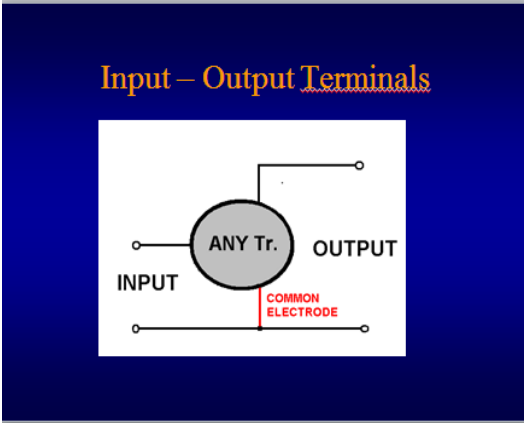 Input – Output Terminals
ANY Tr.
OUTPUT
INPUT
COMMON
ELECTRODE